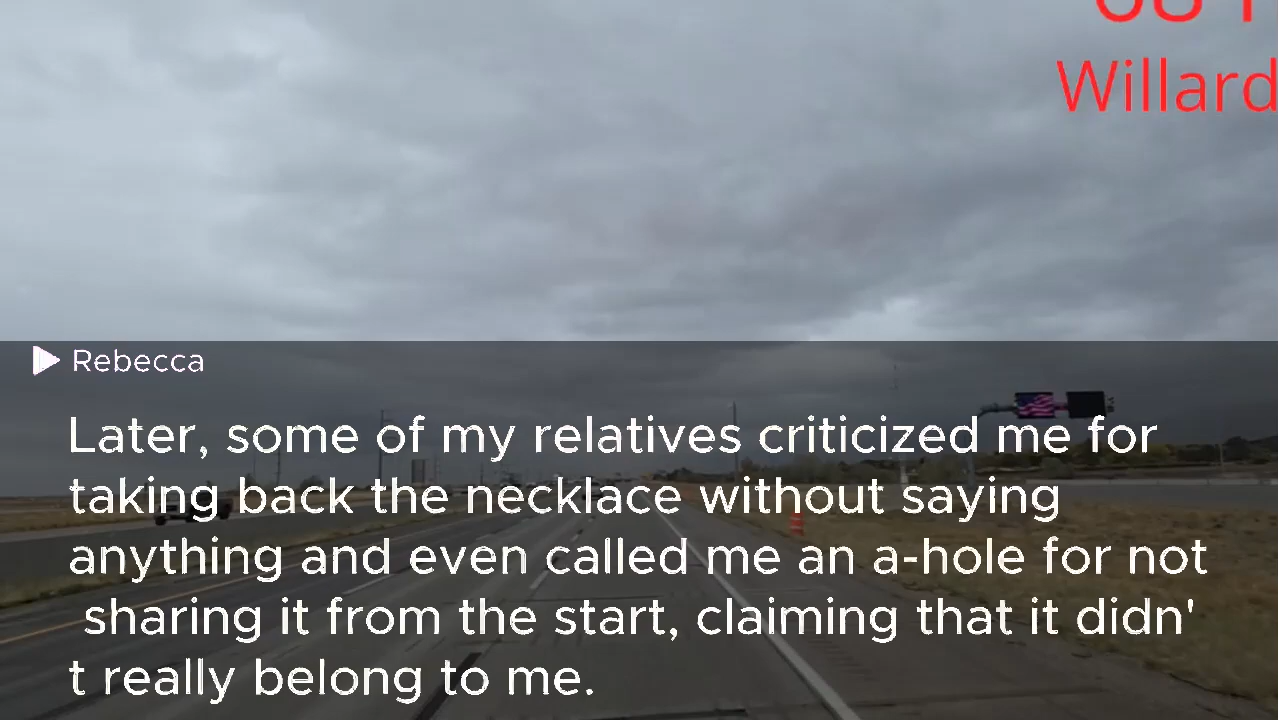 Willard
Rebecca
Later, some of my relatives criticized me for
taking back the necklace without saying
anything and even called me an a-hole for not
sharing it from the start, claiming that it didn'
t really belong to me.